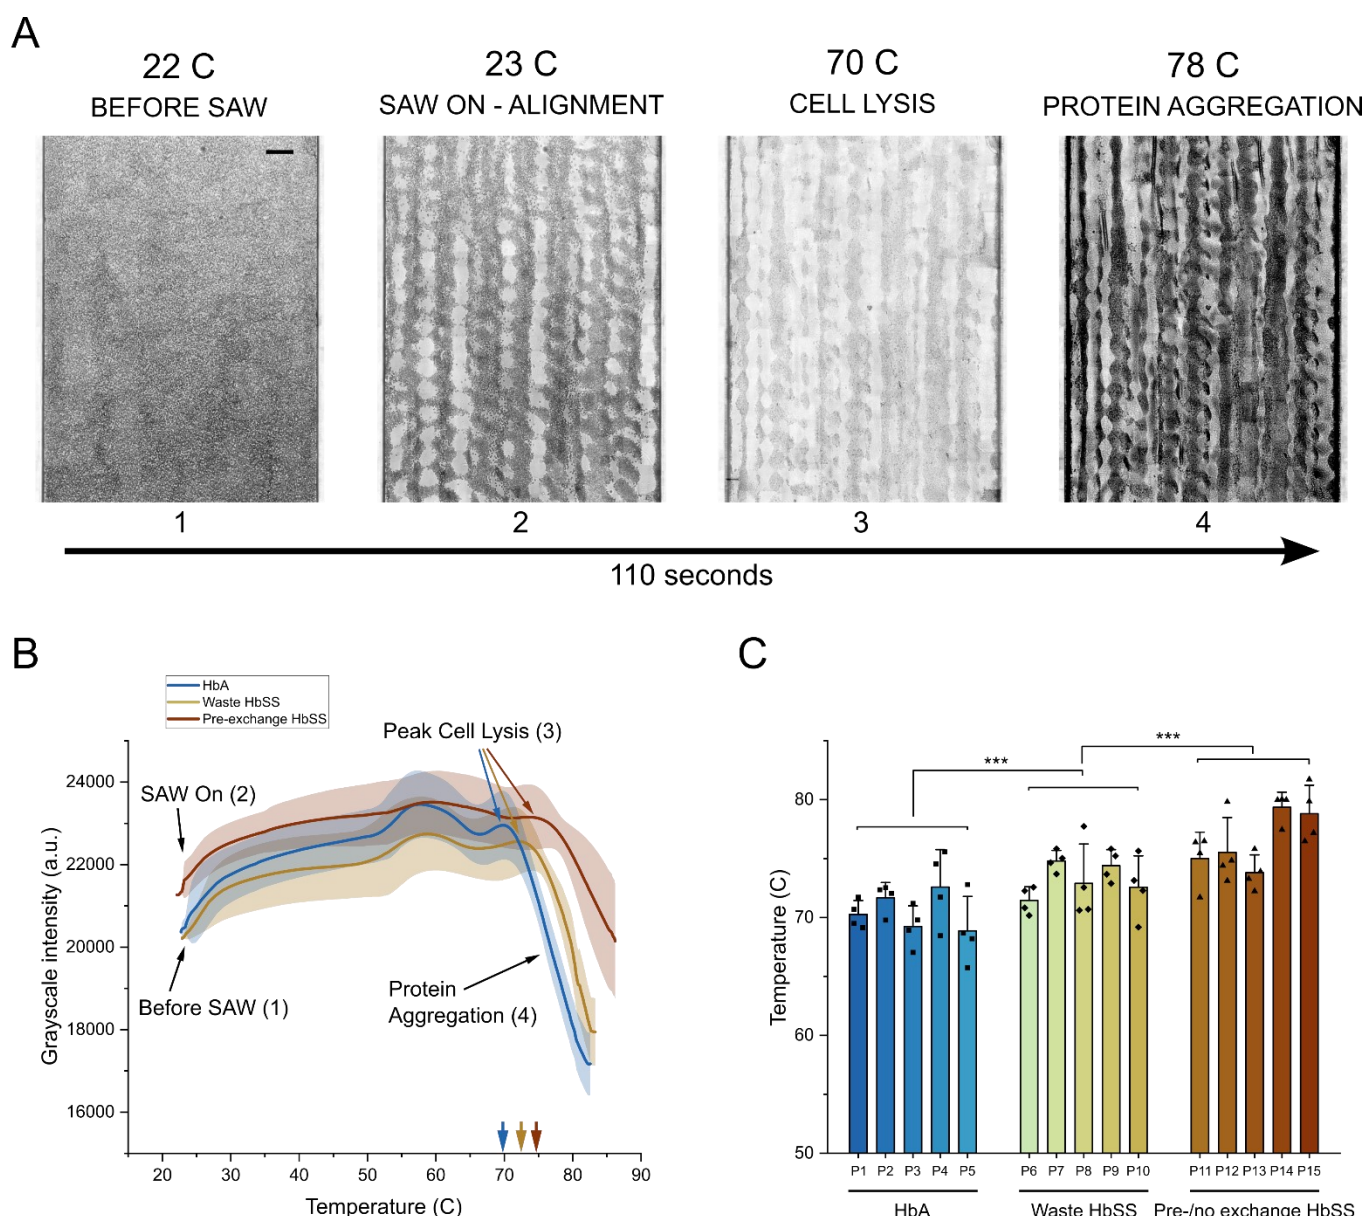 A
22 C
BEFORE SAW
23 C
SAW ON - ALIGNMENT
70 C
CELL LYSIS
78 C
PROTEIN AGGREGATION
1
2
3
4
110 seconds
B
HbA
Waste HbSS
Pre-exchange HbSS
Peak Cell Lysis (3)
SAW On (2)
Before SAW (1)
Protein
Aggregation (4)
Grayscale intensity (a.u.)
24000
22000
20000
18000
16000
20 30 40 50 60 70 80 90
Temperature (C)
C
***
***
Temperature (C)
80
70
60
50
P1 P2 P3 P4 P5 P6 P7 P8 P9 P10 P11 P12 P13 P14 P15
HbA Waste HbSS Pre-/no exchange HbSS